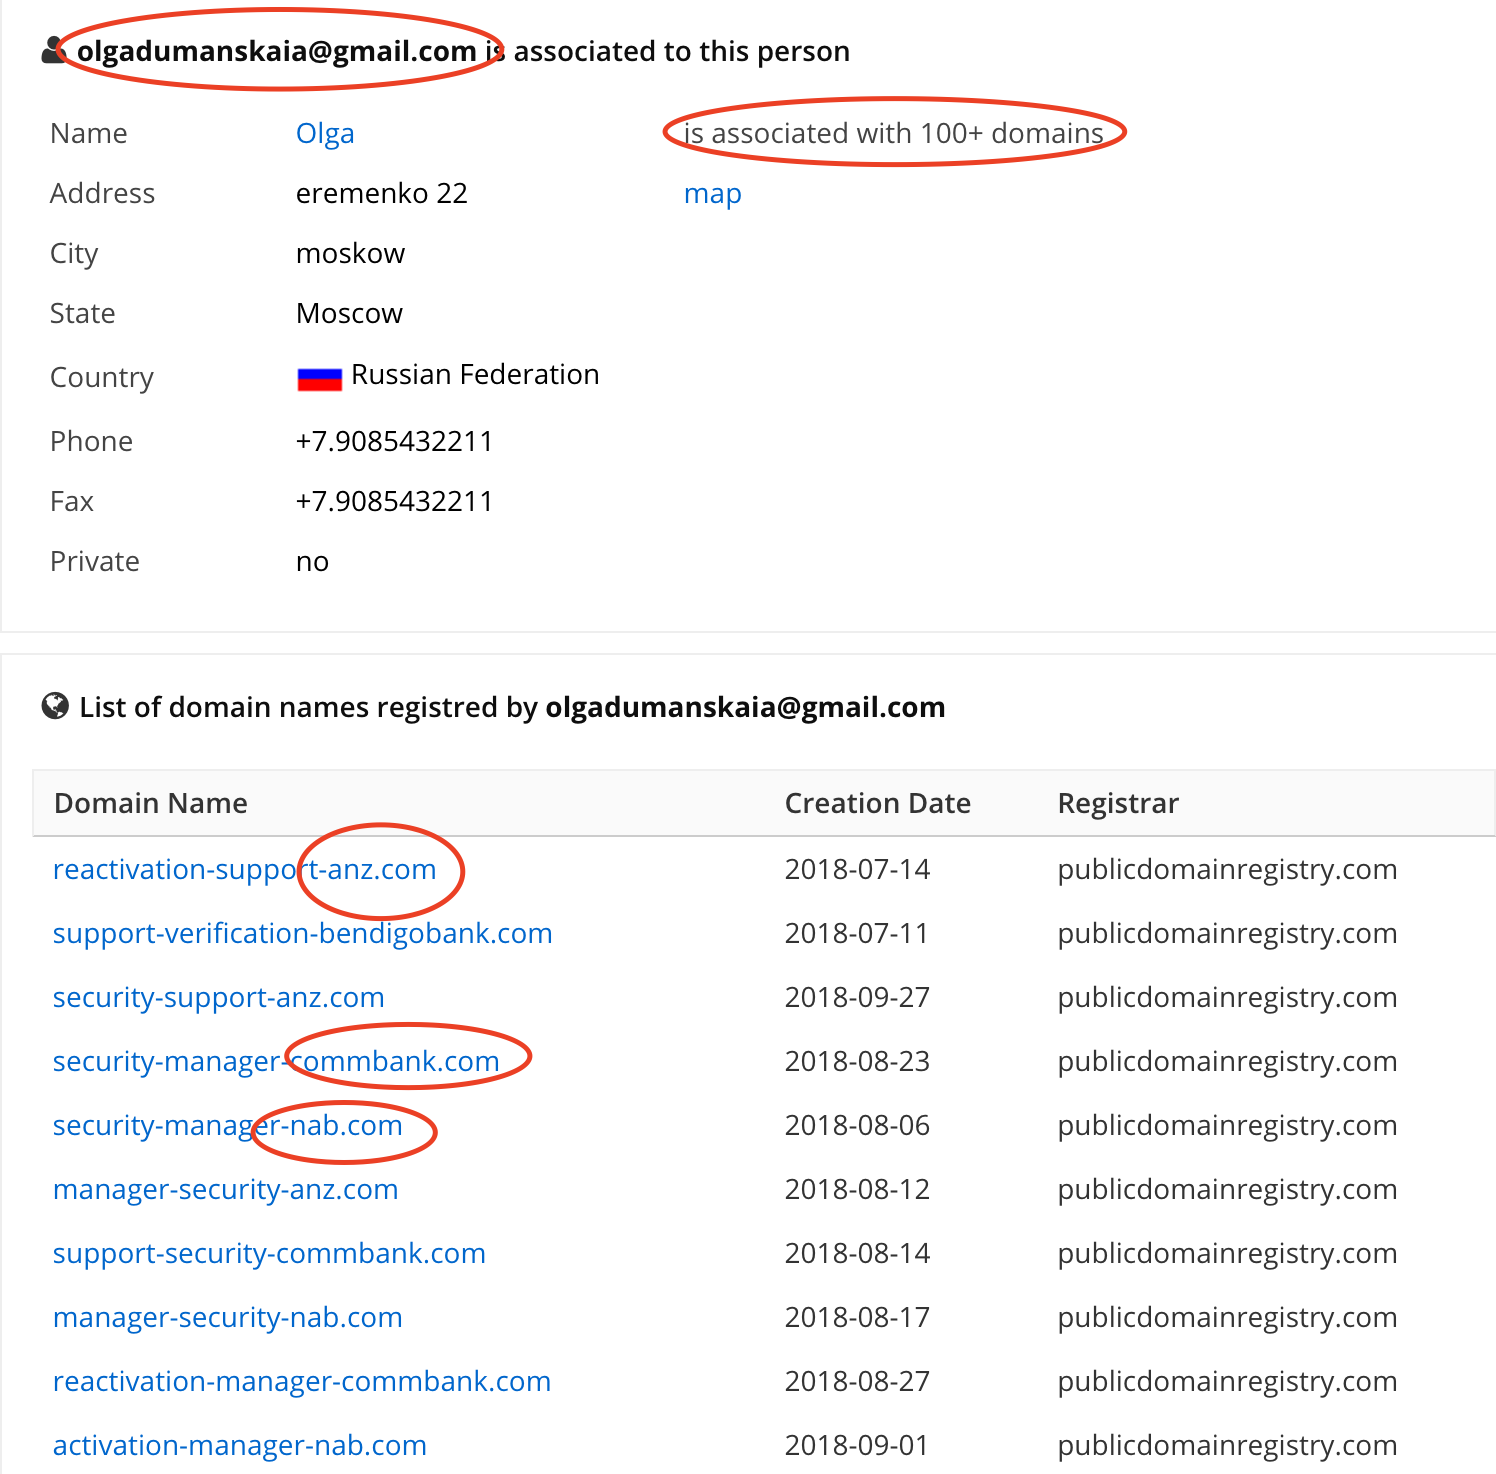 olgadumanskaia@gmail.com is associated to this person
Name Olga is associated with 100+ domains
Address eremenko 22 map
City moskow
State Moscow
Country Russian Federation
Phone +7.9085432211
Fax +7.9085432211
Private no
List of domain names registred by olgadumanskaia@gmail.com
Domain Name Creation Date Registrar
reactivation-support-anz.com 2018-07-14 publicdomainregistry.com
support-verification-bendigobank.com 2018-07-11 publicdomainregistry.com
security-support-anz.com 2018-09-27 publicdomainregistry.com
security-manager-commbank.com 2018-08-23 publicdomainregistry.com
security-manager-nab.com 2018-08-06 publicdomainregistry.com
manager-security-anz.com 2018-08-12 publicdomainregistry.com
support-security-commbank.com 2018-08-14 publicdomainregistry.com
manager-security-nab.com 2018-08-17 publicdomainregistry.com
reactivation-manager-commbank.com 2018-08-27 publicdomainregistry.com
activation-manager-nab.com 2018-09-01 publicdomainregistry.com